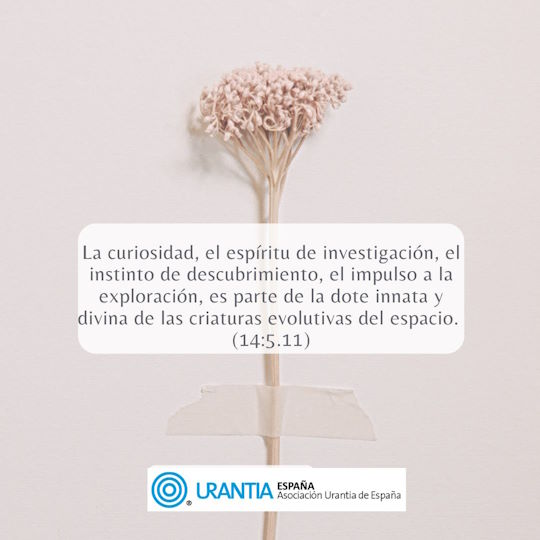 La curiosidad, el espíritu de investigación, el
instinto de descubrimiento, el impulso a la
exploración, es parte de la dote innata y
divina de las criaturas evolutivas del espacio.
(14:5.11)
® URANTIA ESPAÑA
Asociación Urantia de España